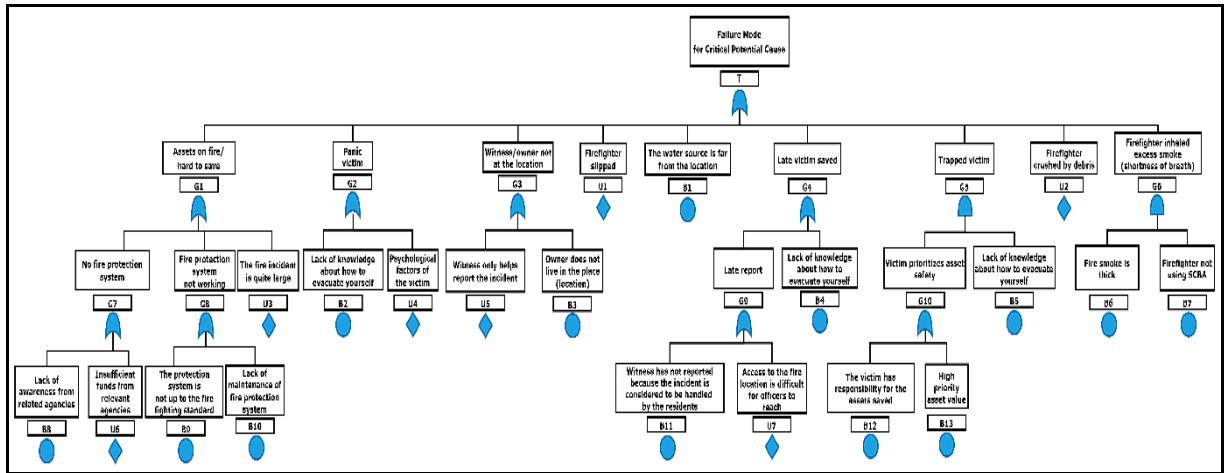 Failure Mode
for Critical Potential Cause
T
Assets on fire/
hard to save
G1
Panic
victim
G2
Witness/owner not
at the location
G3
Firefighter
slipped
U1
The water source is far
from the location
B1
Late victim saved
G4
Trapped victim
G5
Firefighter
crushed by debris
U2
Firefighter inhaled
excess smoke
(shortness of breath)
G6
No fire protection
system
G7
Fire protection
system
not working
G8
The fire incident
is quite large
U3
Lack of knowledge
about how to
evacuate yourself
B2
Psychological
factors of
the victim
U4
Witness only helps
report the incident
U5
Owner does not
live in the place
(location)
B3
Late report
G9
Lack of knowledge
about how to
evacuate yourself
B4
Victim prioritizes asset
safety
G10
Lack of knowledge
about how to evacuate
yourself
B5
Fire smoke is
thick
B6
Firefighter not
using SCBA
B7
Lack of
awareness from
related agencies
B8
Insufficient
funds from
relevant
agencies
U6
The protection
system is
not up to the fire
fighting standard
B9
Lack of
maintenance of
fire protection
system
B10
Witness has not reported
because the incident is
considered to be handled
by the residents
B11
Access to the fire
location is difficult
for officers to
reach
U7
The victim has
responsibility for the
assets saved
B12
High
priority
asset value
B13